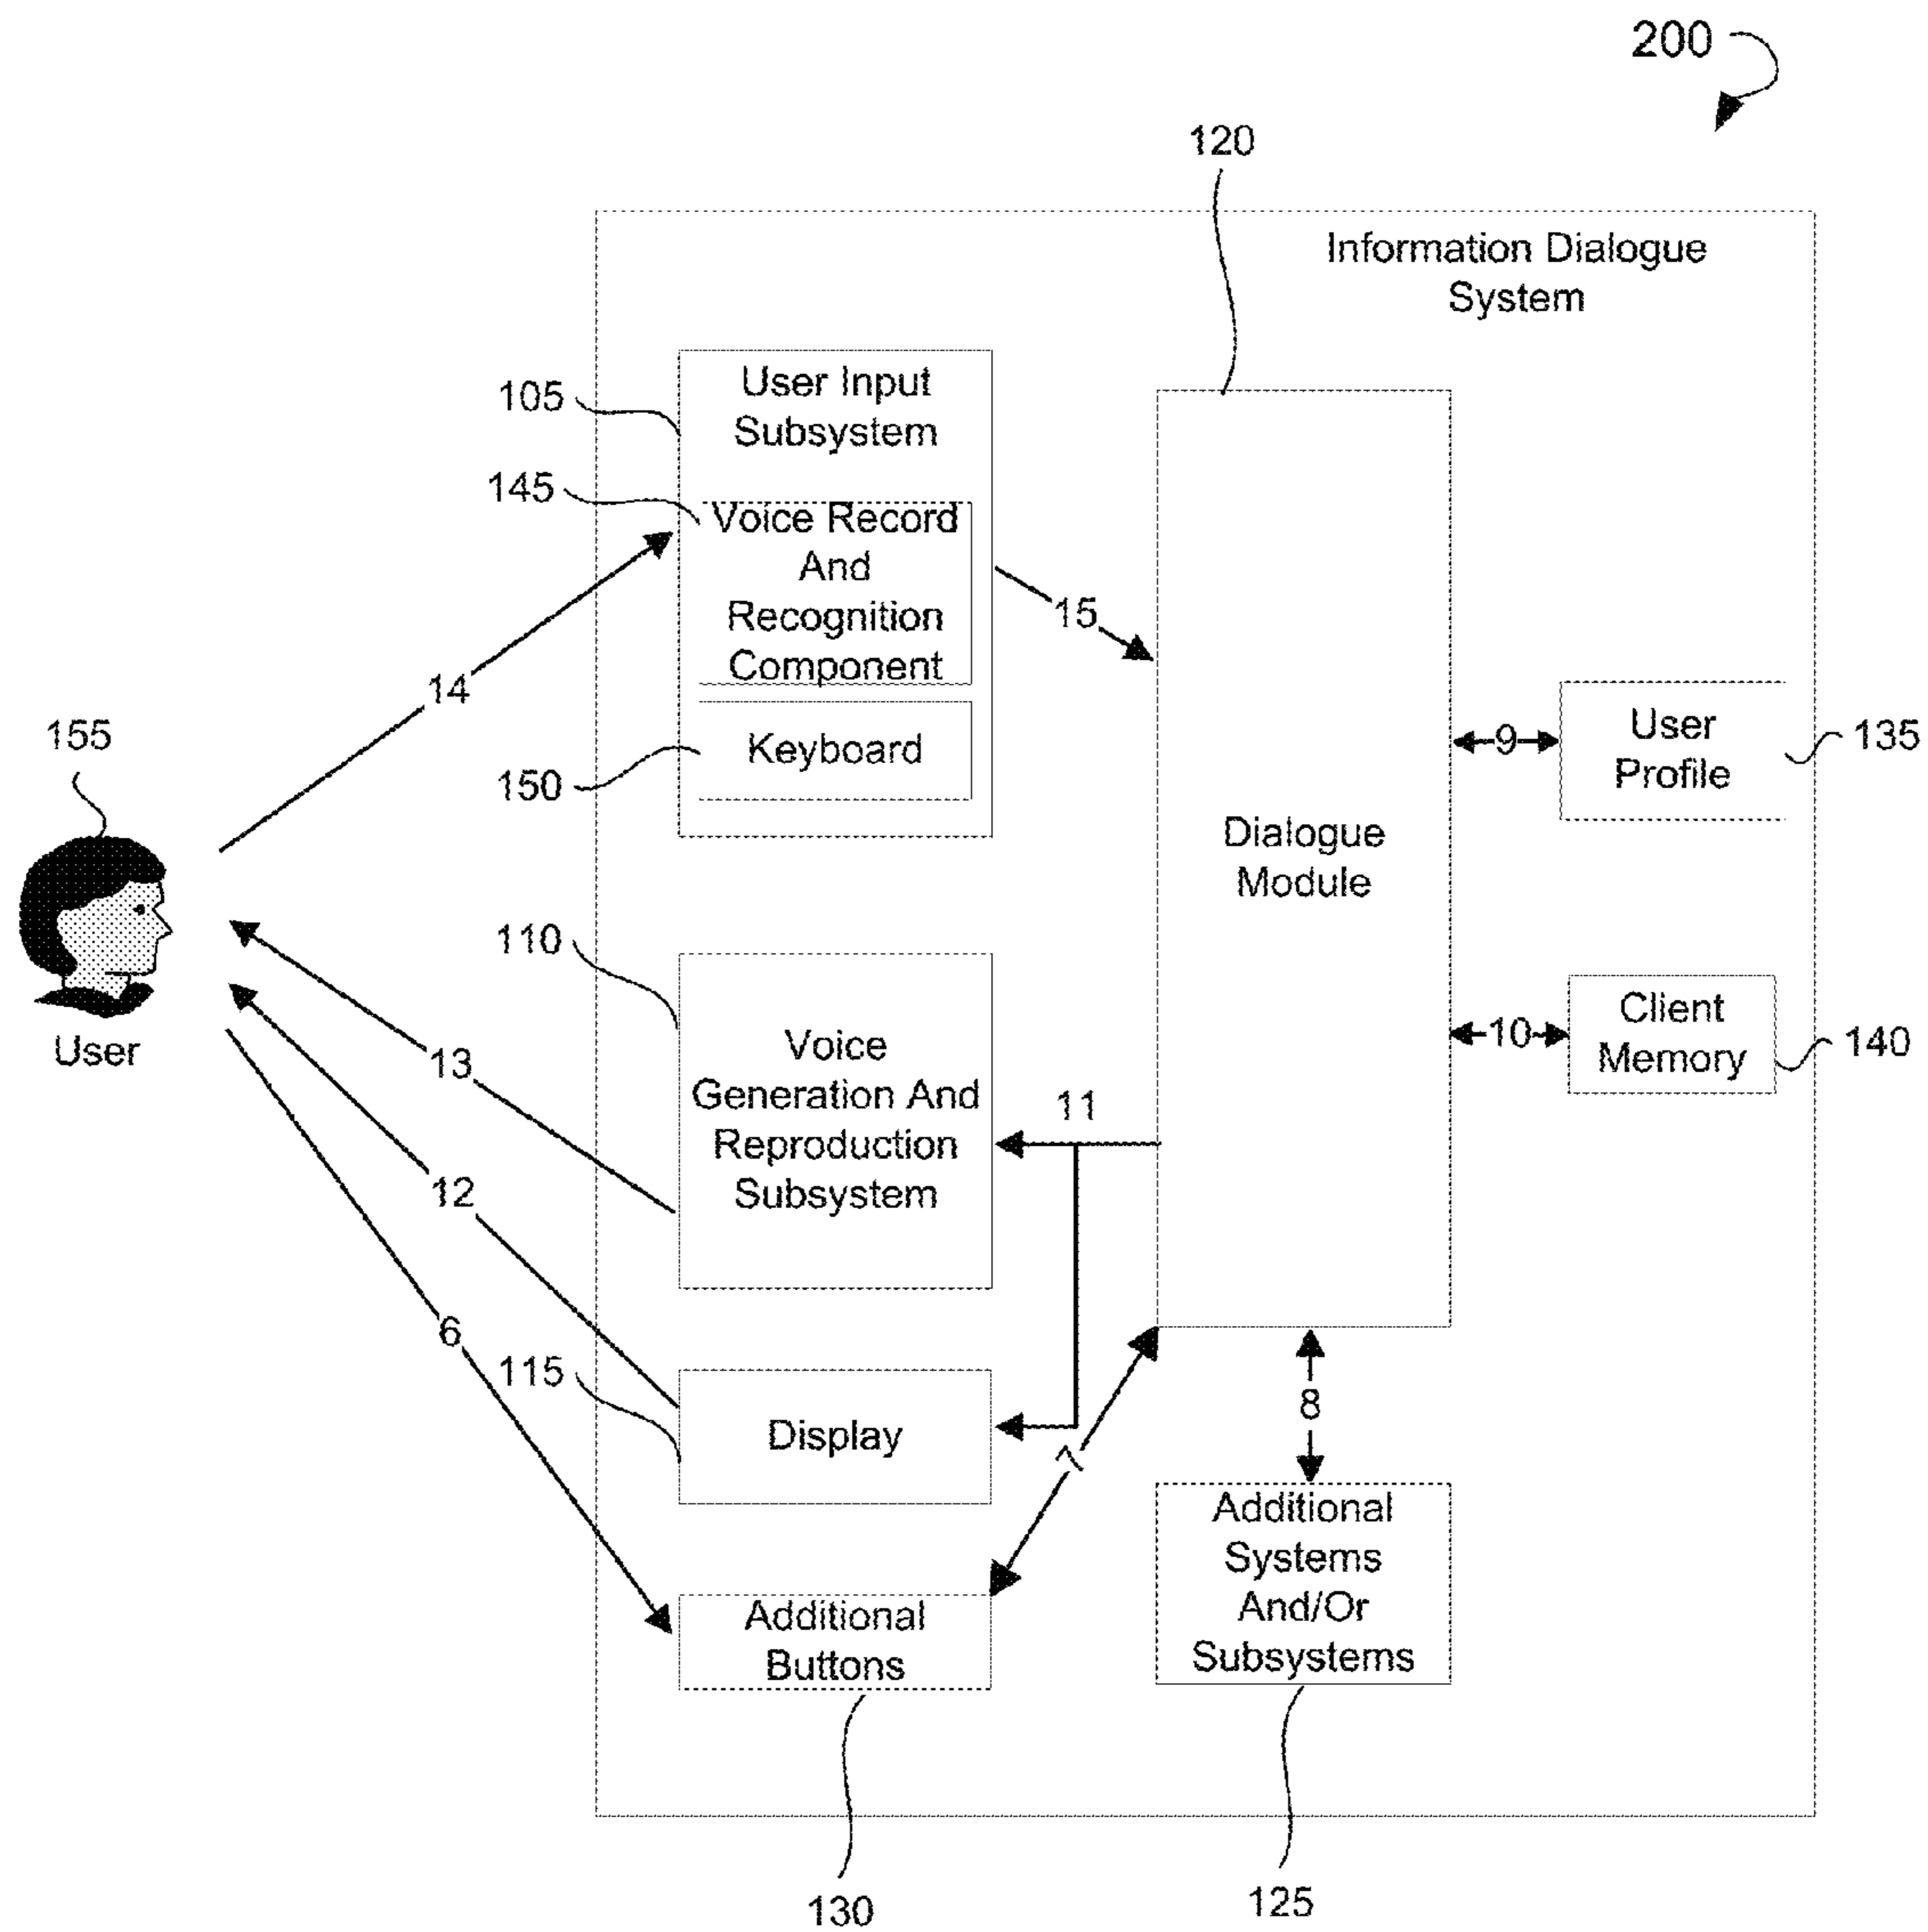 200
120
Information Dialogue
System
105
User Input
Subsystem
145
Voice Record
And
Recognition
Component
15
14
150
Keyboard
155
User
9
User
Profile
135
Dialogue
Module
110
Voice
Generation And
Reproduction
Subsystem
13
12
6
11
10
Client
Memory
140
115
Display
7
8
Additional
Systems
And/Or
Subsystems
Additional
Buttons
130
125